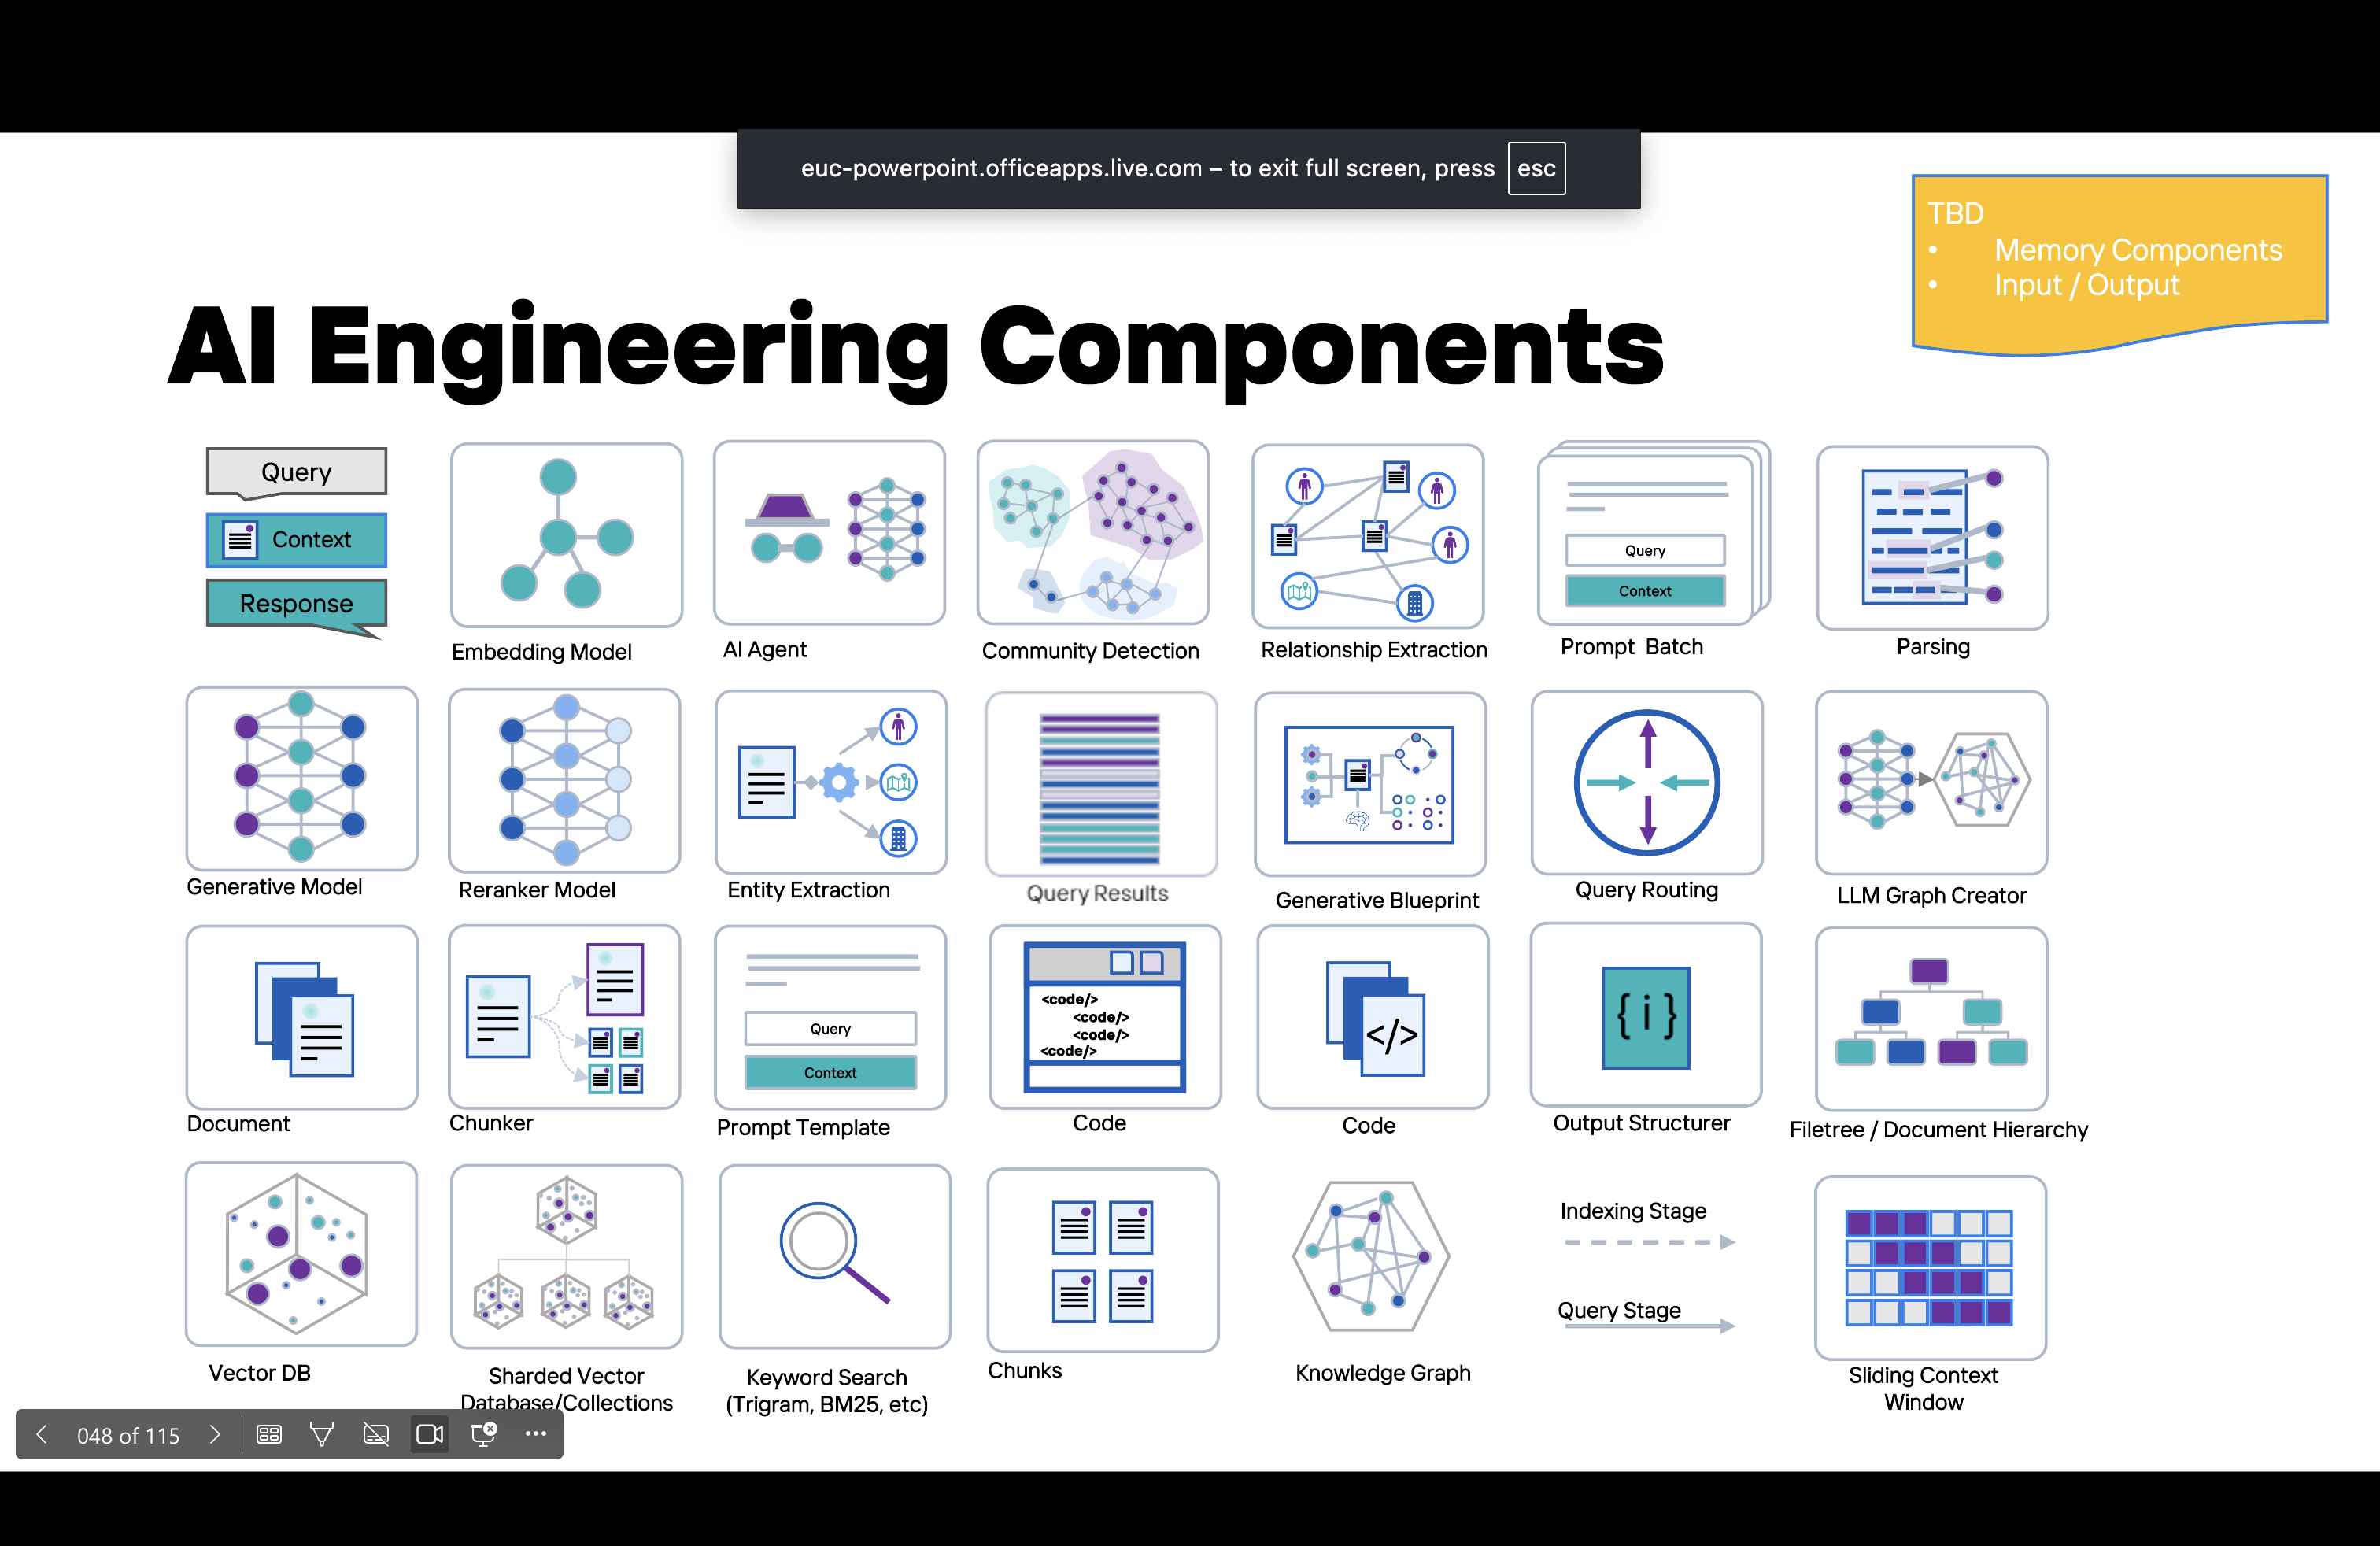 euc-powerpoint.officeapps.live.com – to exit full screen, press esc
TBD
• Memory Components
• Input / Output
AI Engineering Components
Query
Context
Response
Embedding Model
AI Agent
Community Detection
Relationship Extraction
Query
Context
Prompt Batch
Parsing
Generative Model
Reranker Model
Entity Extraction
Query Results
Generative Blueprint
Query Routing
LLM Graph Creator
Document
Chunker
Query
Context
Prompt Template
<code/>
<code/>
<code/>
<code/>
Code
</>
Code
{i}
Output Structurer
Filetree / Document Hierarchy
Vector DB
Sharded Vector
Database/Collections
Keyword Search
(Trigram, BM25, etc)
Chunks
Knowledge Graph
Indexing Stage
Query Stage
Sliding Context
Window
048 of 115